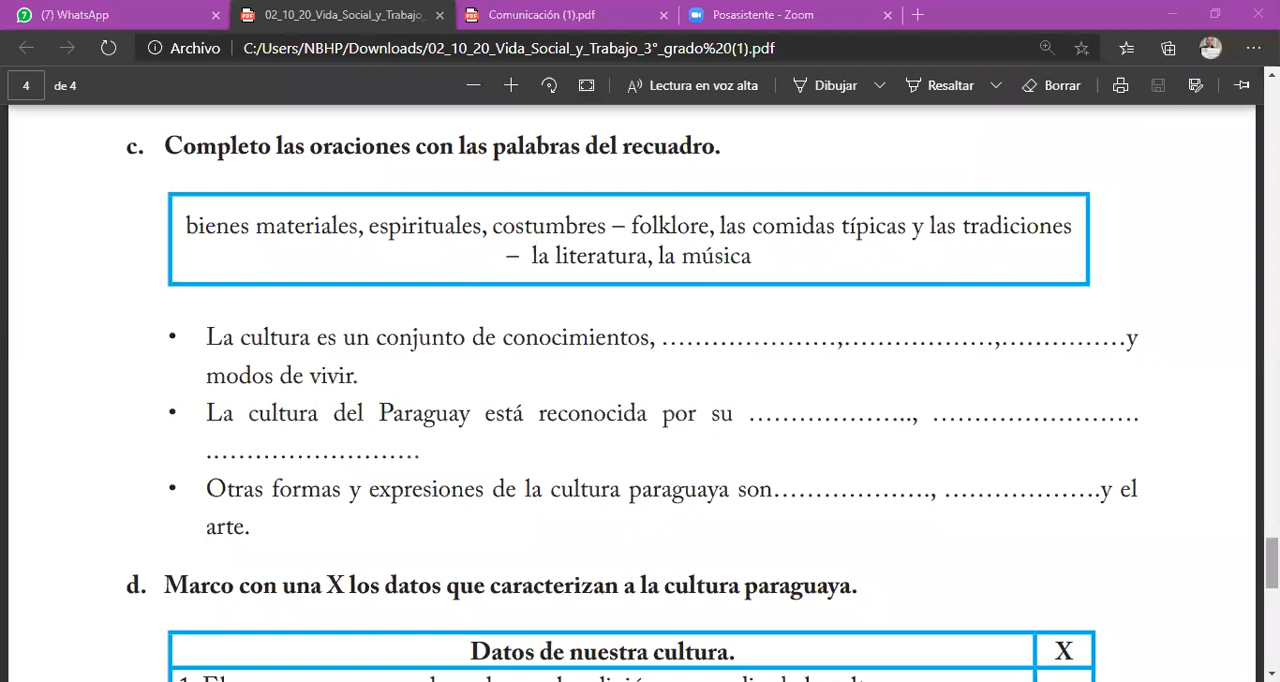 7 (7) WhatsApp
02_10_20_Vida_Social_y_Trabajo_
Comunicación (1).pdf
Posasistente - Zoom
Archivo C:/Users/NBHP/Downloads/02_10_20_Vida_Social_y_Trabajo_3°_grado%20(1).pdf
4 de 4 Lectura en voz alta Dibujar Resaltar Borrar
c. Completo las oraciones con las palabras del recuadro.
bienes materiales, espirituales, costumbres – folklore, las comidas típicas y las tradiciones
– la literatura, la música
• La cultura es un conjunto de conocimientos, …………………,………………,……………y
modos de vivir.
• La cultura del Paraguay está reconocida por su ……………….., …………………….
……………………..
• Otras formas y expresiones de la cultura paraguaya son………………., ……………….y el
arte.
d. Marco con una X los datos que caracterizan a la cultura paraguaya.
Datos de nuestra cultura. X